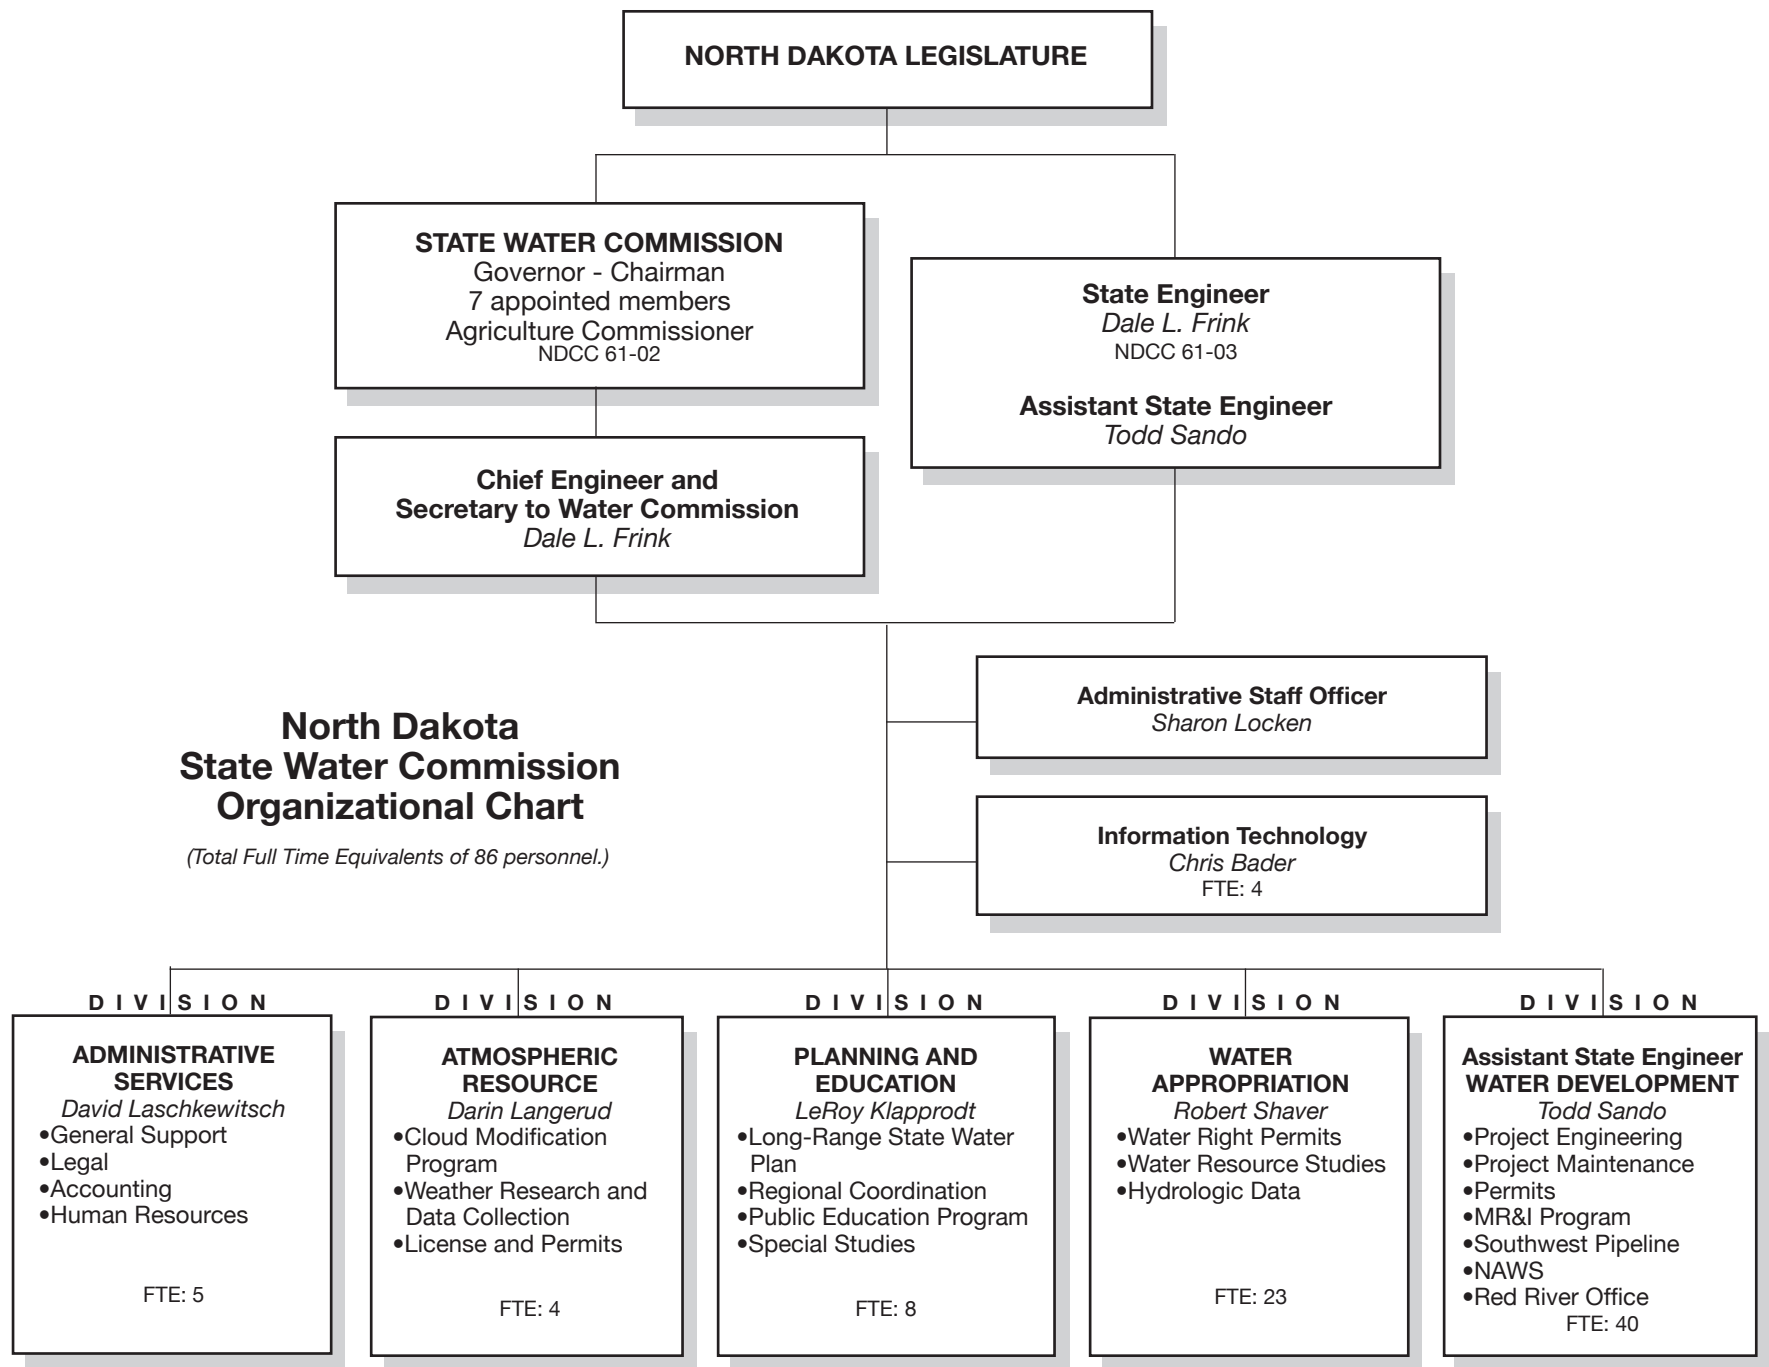 NORTH DAKOTA LEGISLATURE
STATE WATER COMMISSION
Governor - Chairman
7 appointed members
Agriculture Commissioner
NDCC 61-02
State Engineer
Dale L. Frink
NDCC 61-03
Assistant State Engineer
Todd Sando
Chief Engineer and
Secretary to Water Commission
Dale L. Frink
Administrative Staff Officer
Sharon Locken
North Dakota
State Water Commission
Organizational Chart
(Total Full Time Equivalents of 86 personnel.)
Information Technology
Chris Bader
FTE: 4
DIVISION
ADMINISTRATIVE
SERVICES
David Laschkewitsch
•General Support
•Legal
•Accounting
•Human Resources
FTE: 5
DIVISION
ATMOSPHERIC
RESOURCE
Darin Langerud
•Cloud Modification
Program
•Weather Research and
Data Collection
•License and Permits
FTE: 4
DIVISION
PLANNING AND
EDUCATION
LeRoy Klapprodt
•Long-Range State Water
Plan
•Regional Coordination
•Public Education Program
•Special Studies
FTE: 8
DIVISION
WATER
APPROPRIATION
Robert Shaver
•Water Right Permits
•Water Resource Studies
•Hydrologic Data
FTE: 23
DIVISION
Assistant State Engineer
WATER DEVELOPMENT
Todd Sando
•Project Engineering
•Project Maintenance
•Permits
•MR&I Program
•Southwest Pipeline
•NAWS
•Red River Office
FTE: 40